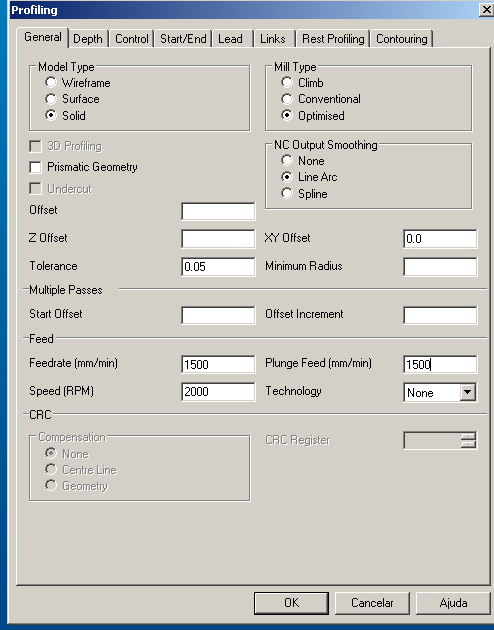 Profiling
General Depth Control Start/End Lead Links Rest Profiling Contouring
Model Type
Wireframe
Surface
Solid
Mill Type
Climb
Conventional
Optimised
3D Profiling
Prismatic Geometry
Undercut
NC Output Smoothing
None
Line Arc
Spline
Offset
Z Offset XY Offset 0.0
Tolerance 0.05 Minimum Radius
Multiple Passes
Start Offset Offset Increment
Feed
Feedrate (mm/min) 1500 Plunge Feed (mm/min) 1500
Speed (RPM) 2000 Technology None
CRC
Compensation
None
Centre Line
Geometry
CRC Register
OK Cancelar Ajuda